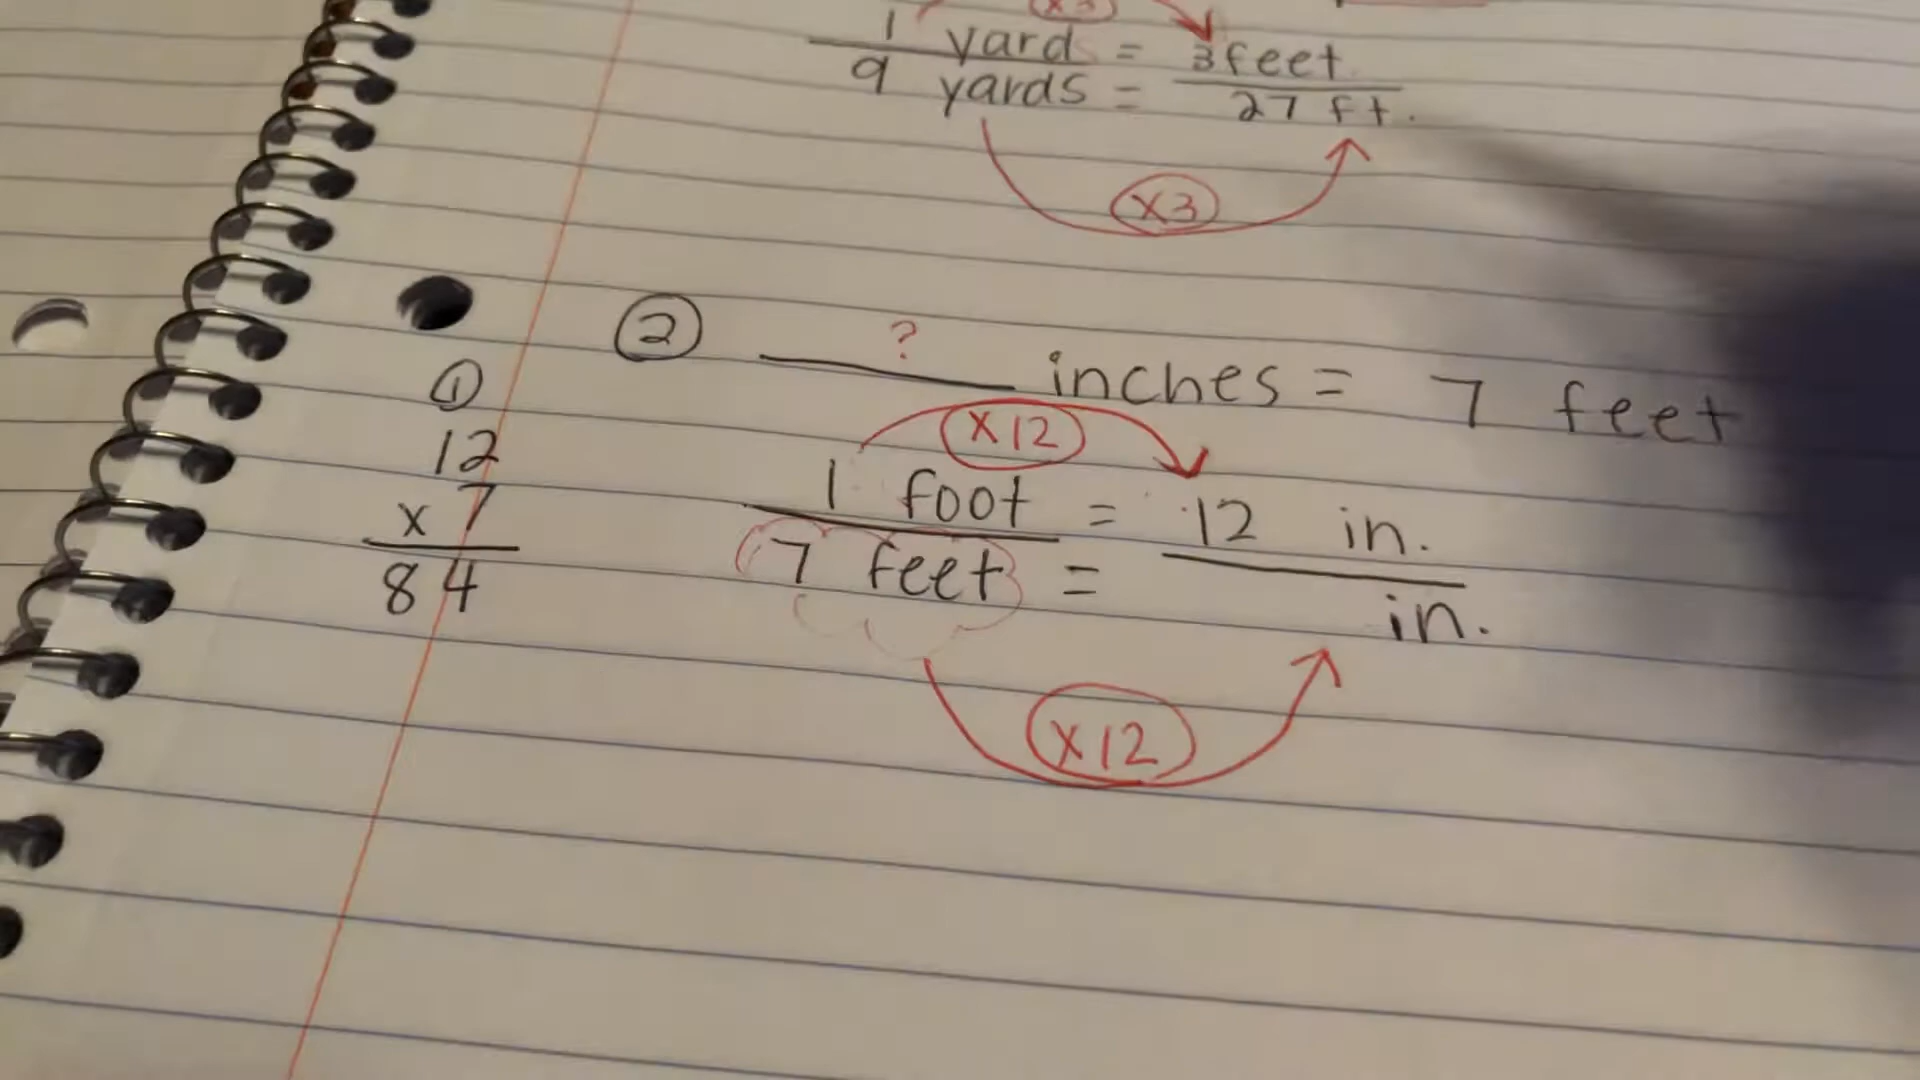 x3
1 yard = 3 feet
9 yards = 27 ft.
x3
② ? inches = 7 feet
x12
1 foot = 12 in.
7 feet = in.
x12
①
12
x 7
84